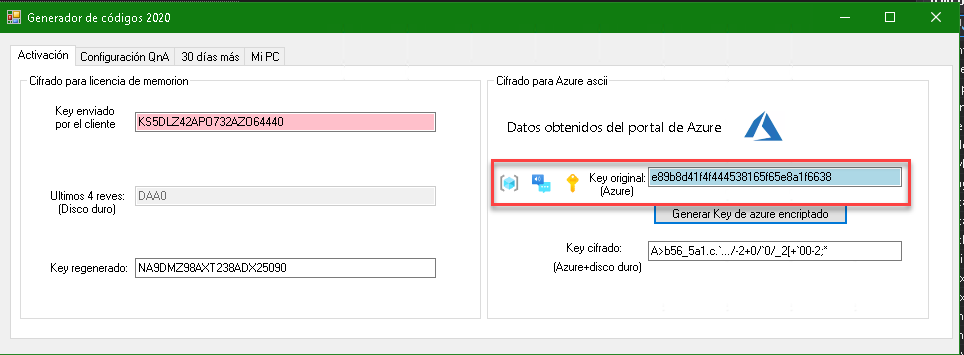 Generador de códigos 2020
Activación
Configuración QnA
30 días más
Mi PC
Cifrado para licencia de memorion
Key enviado
por el cliente
KS5DLZ42APO732AZO64440
Ultimos 4 reves:
(Disco duro)
DAA0
Key regenerado:
NA9DMZ98AXT238ADX25090
Cifrado para Azure ascii
Datos obtenidos del portal de Azure
Key original:
(Azure)
e89b8d41f4f444538165f65e8a1f6638
Generar Key de azure encriptado
Key cifrado:
(Azure+disco duro)
A>b56_5a1.c.`.../-2+0/`0/_2[+`00-2;*